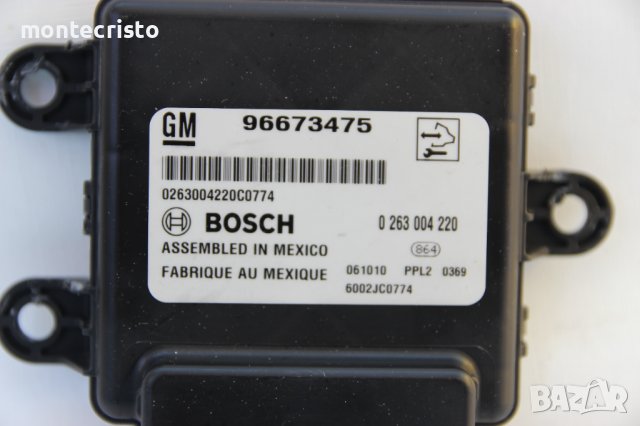 montecristo
GM 96673475
0263004220C0774
BOSCH 0 263 004 220
ASSEMBLED IN MEXICO 864
FABRIQUE AU MEXIQUE 061010 PPL2 0369
6002JC0774
BAZAR